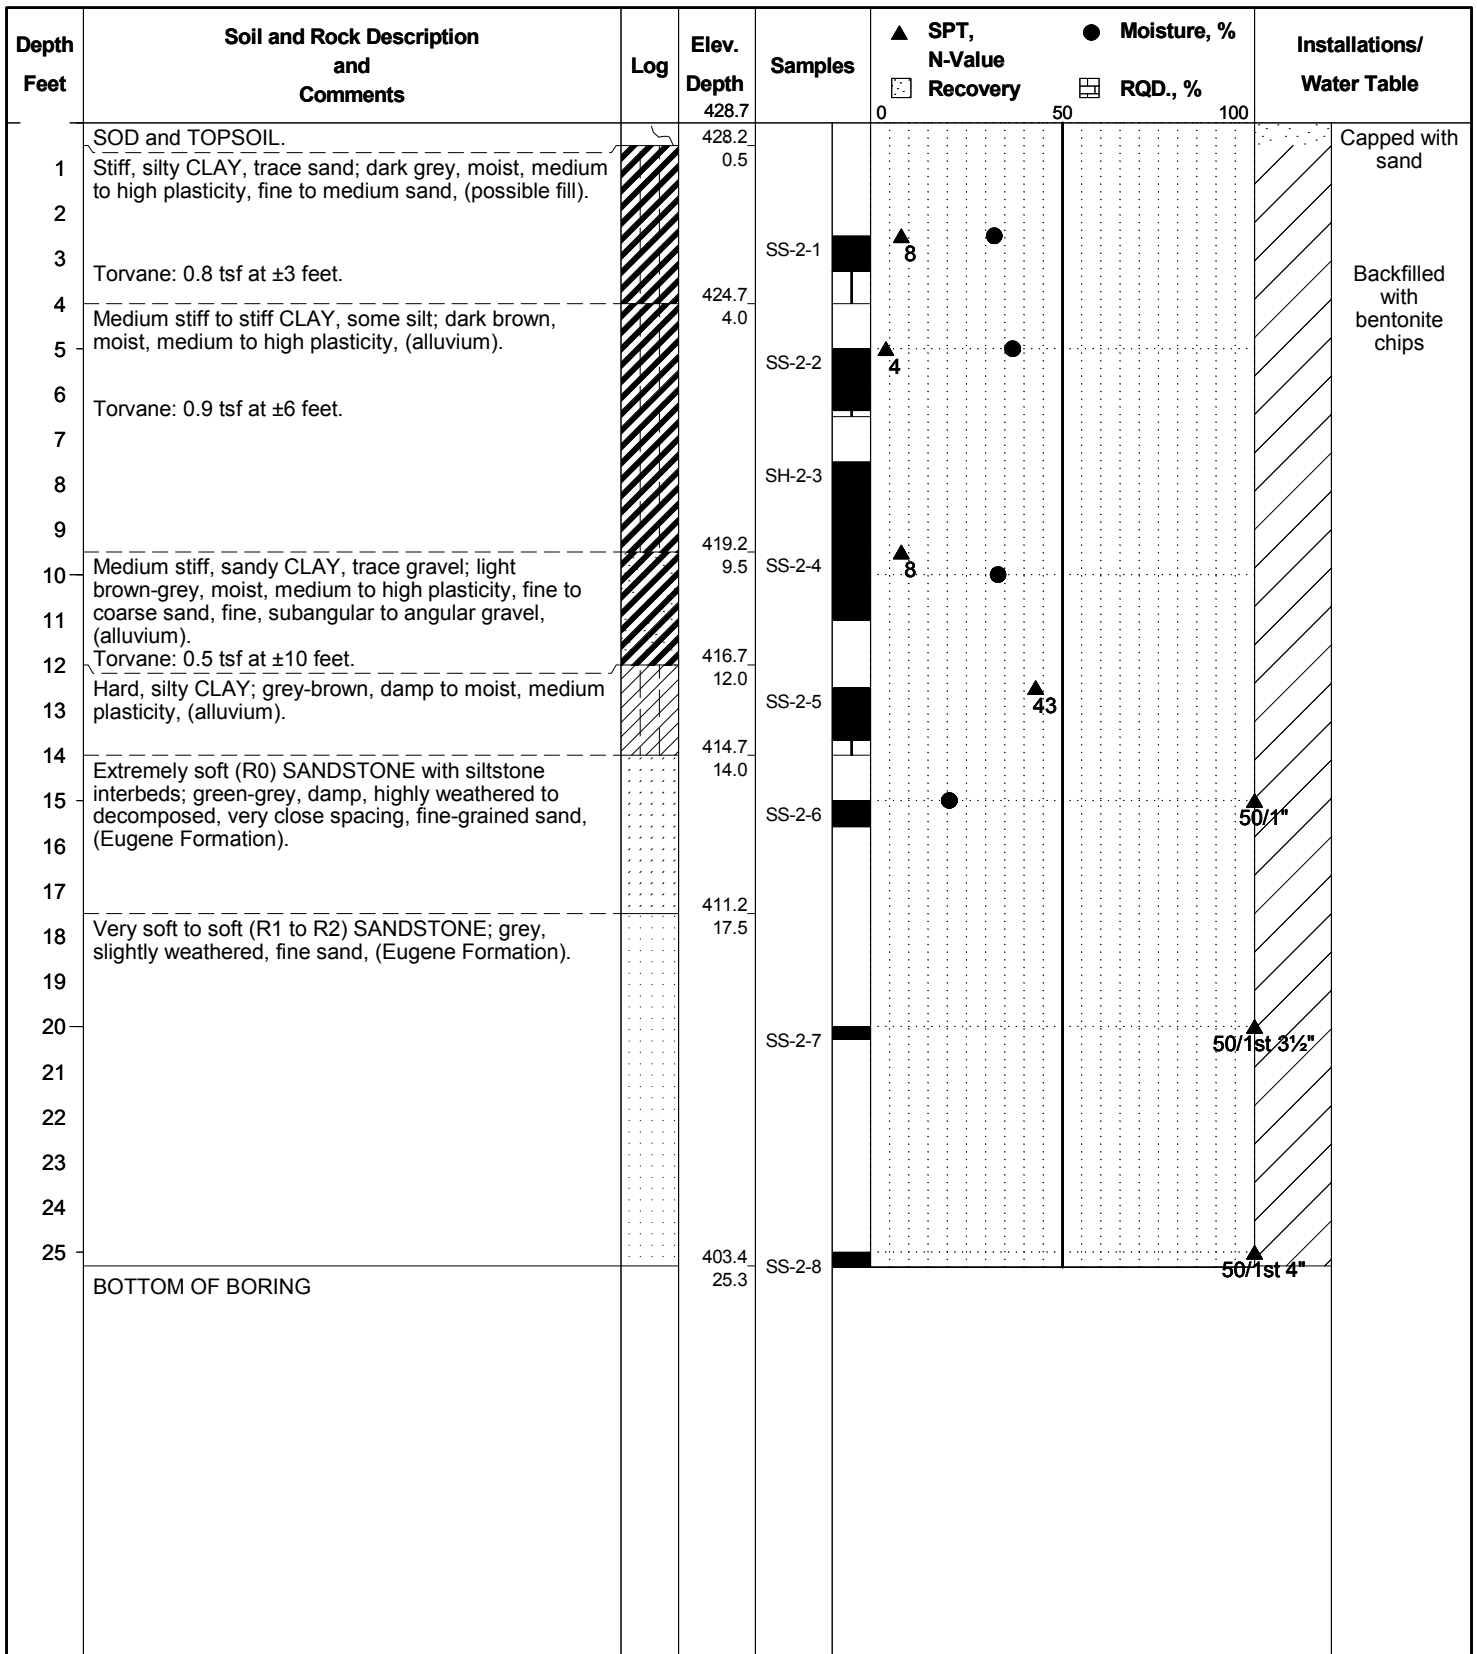 Depth
Feet
Soil and Rock Description
and
Comments
Log
Elev.
Depth
428.7
Samples
SPT,
N-Value
Recovery
Moisture, %
RQD., %
0 50 100
Installations/
Water Table
SOD and TOPSOIL.
428.2
0.5
Capped with
sand
1
Stiff, silty CLAY, trace sand; dark grey, moist, medium
to high plasticity, fine to medium sand, (possible fill).
2
SS-2-1
8
3
Torvane: 0.8 tsf at ±3 feet.
Backfilled
with
bentonite
chips
4
424.7
4.0
Medium stiff to stiff CLAY, some silt; dark brown,
moist, medium to high plasticity, (alluvium).
5
SS-2-2
4
6
Torvane: 0.9 tsf at ±6 feet.
7
8
SH-2-3
9
419.2
9.5
Medium stiff, sandy CLAY, trace gravel; light
brown-grey, moist, medium to high plasticity, fine to
coarse sand, fine, subangular to angular gravel,
(alluvium).
10
SS-2-4
8
11
Torvane: 0.5 tsf at ±10 feet.
12
416.7
12.0
Hard, silty CLAY; grey-brown, damp to moist, medium
plasticity, (alluvium).
13
SS-2-5
43
14
414.7
14.0
Extremely soft (R0) SANDSTONE with siltstone
interbeds; green-grey, damp, highly weathered to
decomposed, very close spacing, fine-grained sand,
(Eugene Formation).
15
SS-2-6
50/1"
16
17
411.2
17.5
Very soft to soft (R1 to R2) SANDSTONE; grey,
slightly weathered, fine sand, (Eugene Formation).
18
19
20
SS-2-7
50/1st 3½"
21
22
23
24
25
403.4
25.3
SS-2-8
50/1st 4"
BOTTOM OF BORING